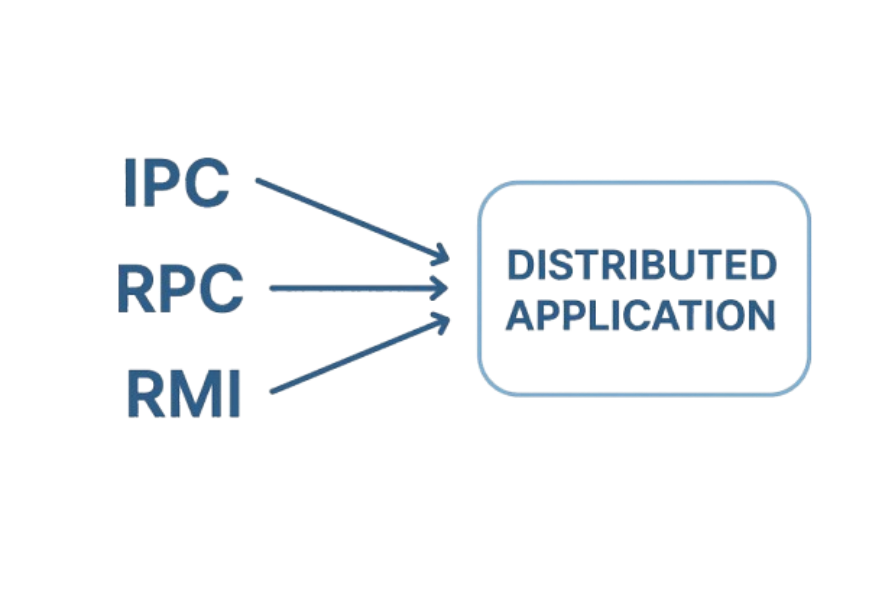 IPC
RPC
RMI
DISTRIBUTED
APPLICATION